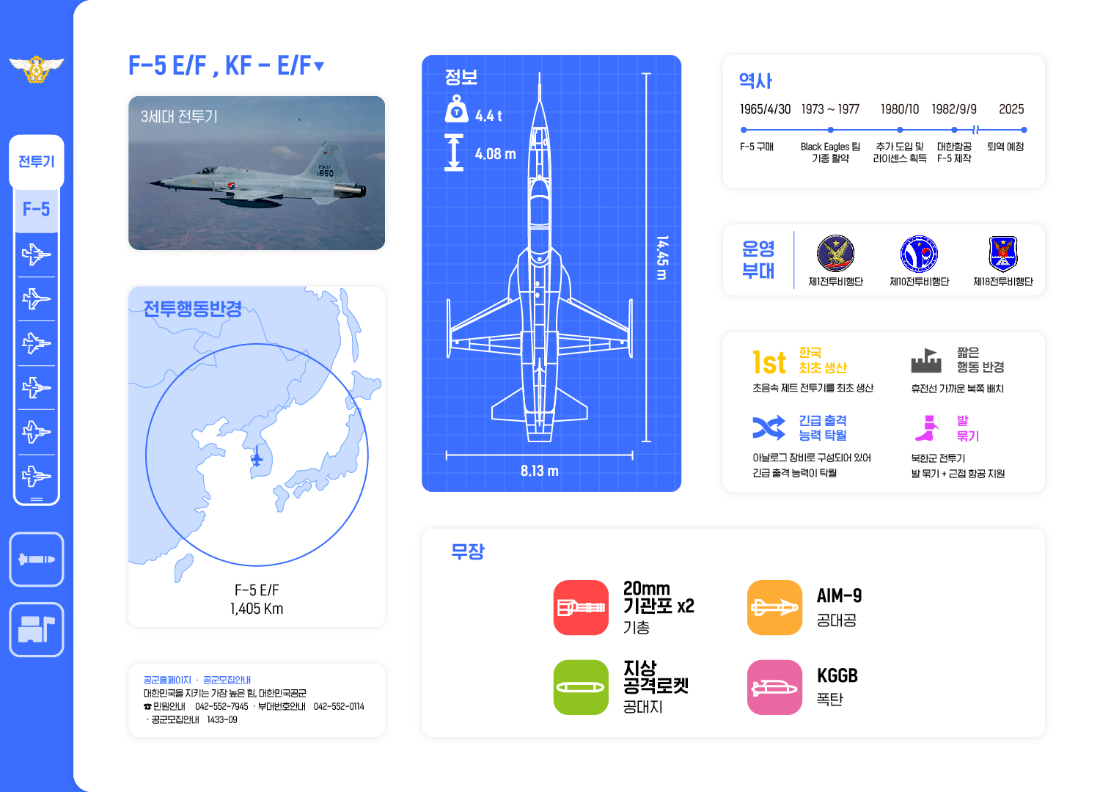 전투기
F-5
F-5 E/F , KF - E/F▼
3세대 전투기
650
전투행동반경
F-5 E/F
1,405 Km
공군홈페이지 · 공군모집안내
대한민국을 지키는 가장 높은 힘, 대한민국공군
☎ 민원안내 042-552-7945 · 부대번호안내 042-552-0114
· 공군모집안내 1433-09
정보
T
4.4 t
4.08 m
14.45 m
8.13 m
역사
1965/4/30 1973 ~ 1977 1980/10 1982/9/9 2025
F-5 구매 Black Eagles 팀 추가 도입 및 대한항공 퇴역 예정
기종 활약 라이센스 획득 F-5 제작
운영
부대
제1전투비행단 제10전투비행단 제18전투비행단
1st 한국
최초 생산
초음속 제트 전투기를 최초 생산
짧은
행동 반경
휴전선 가까운 북쪽 배치
긴급 출격
능력 탁월
아날로그 장비로 구성되어 있어
긴급 출격 능력이 탁월
발
묶기
북한군 전투기
발 묶기 + 근접 항공 지원
무장
20mm
기관포 x2
기총
AIM-9
공대공
지상
공격로켓
공대지
KGGB
폭탄